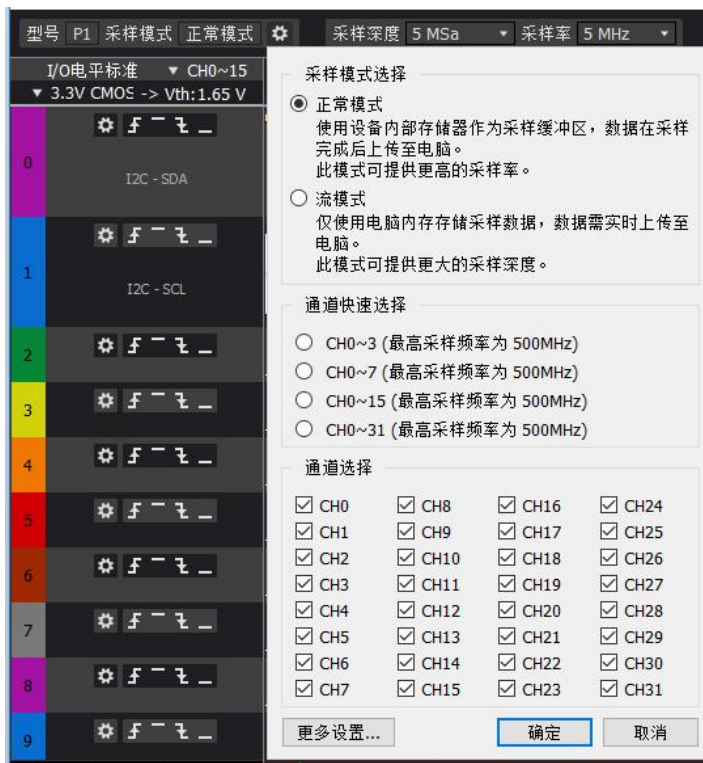 型号 P1 采样模式 正常模式 采样深度 5 MSa 采样率 5 MHz
I/O电平标准 CH0~15
3.3V CMOS -> Vth:1.65 V
0
I2C - SDA
1
I2C - SCL
2
3
4
5
6
7
8
9
采样模式选择
正常模式
使用设备内部存储器作为采样缓冲区，数据在采样
完成后上传至电脑。
此模式可提供更高的采样率。
流模式
仅使用电脑内存存储采样数据，数据需实时上传至
电脑。
此模式可提供更大的采样深度。
通道快速选择
CH0~3 (最高采样频率为 500MHz)
CH0~7 (最高采样频率为 500MHz)
CH0~15 (最高采样频率为 500MHz)
CH0~31 (最高采样频率为 500MHz)
通道选择
CH0 CH8 CH16 CH24
CH1 CH9 CH17 CH25
CH2 CH10 CH18 CH26
CH3 CH11 CH19 CH27
CH4 CH12 CH20 CH28
CH5 CH13 CH21 CH29
CH6 CH14 CH22 CH30
CH7 CH15 CH23 CH31
更多设置... 确定 取消